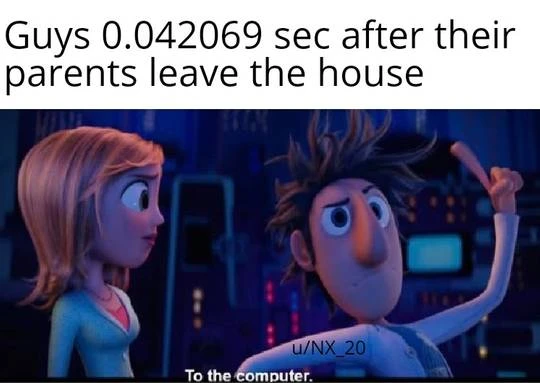 Guys 0.042069 sec after their
parents leave the house
u/NX_20
To the computer.